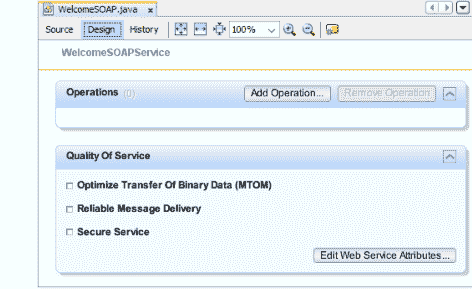 WelcomeSOAP.java x
Source Design History 100%
WelcomeSOAPService
Operations (0) Add Operation... Remove Operation
Quality Of Service
Optimize Transfer Of Binary Data (MTOM)
Reliable Message Delivery
Secure Service
Edit Web Service Attributes...